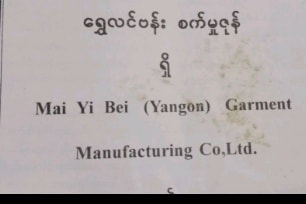 ရွှေလင်ဗန်း စက်မှုဇုန်
ရှိ
Mai Yi Bei (Yangon) Garment
Manufacturing Co,Ltd.